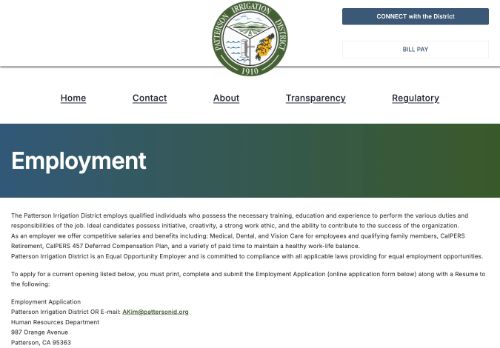 PATTERSON IRRIGATION DISTRICT
1910
CONNECT with the District
BILL PAY
Home Contact About Transparency Regulatory
Employment
The Patterson Irrigation District employs qualified individuals who possess the necessary training, education and experience to perform the various duties and
responsibilities of the job. Ideal candidates possess initiative, creativity, a strong work ethic, and the ability to contribute to the success of the organization.
As an employer we offer competitive salaries and benefits including: Medical, Dental, and Vision Care for employees and qualifying family members, CalPERS
Retirement, CalPERS 457 Deferred Compensation Plan, and a variety of paid time to maintain a healthy work-life balance.
Patterson Irrigation District is an Equal Opportunity Employer and is committed to compliance with all applicable laws providing for equal employment opportunities.
To apply for a current opening listed below, you must print, complete and submit the Employment Application (online application form below) along with a Resume to
the following:
Employment Application
Patterson Irrigation District OR E-mail: AKim@pattersonid.org
Human Resources Department
987 Orange Avenue
Patterson, CA 95363